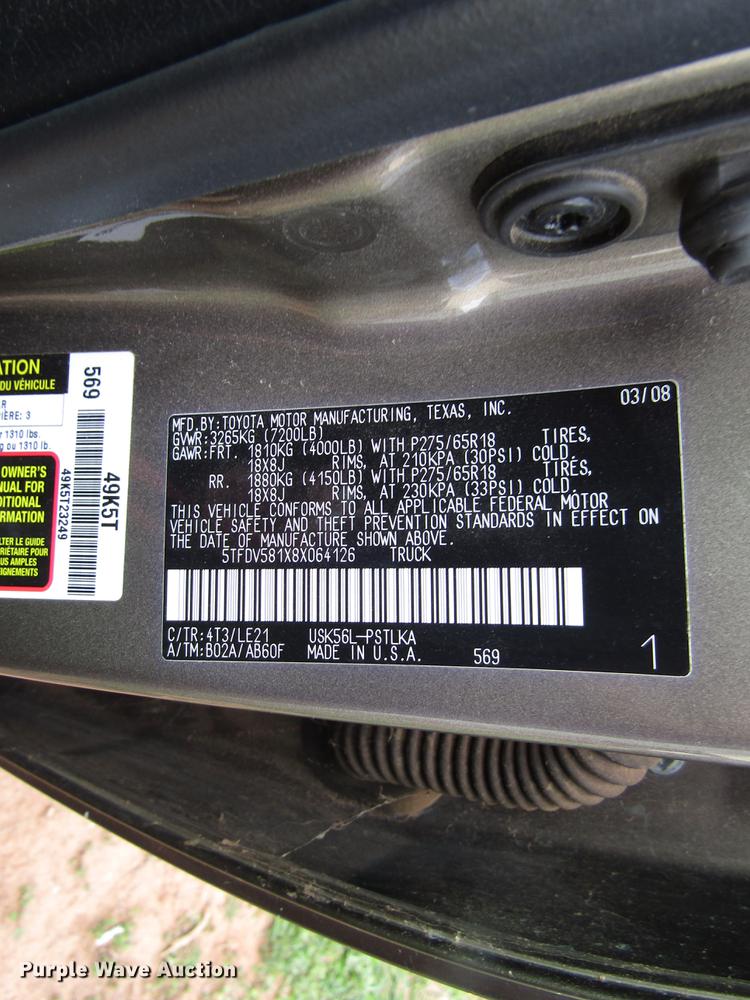 ATION
DU VÉHICULE
R
IÈRE: 3
r 1310 lbs.
g ou 1310 lb.
OWNER'S
MANUAL FOR
DITIONAL
FORMATION
LTER LE GUIDE
RIÉTAIRE POUR
US AMPLES
EIGNEMENTS
569
49K5T
49K5T23249
03/08
MFD.BY:TOYOTA MOTOR MANUFACTURING, TEXAS, INC.
GVWR:3265KG (7200LB)
GAWR:FRT. 1810KG (4000LB) WITH P275/65R18 TIRES,
18X8J RIMS, AT 210KPA (30PSI) COLD.
RR. 1880KG (4150LB) WITH P275/65R18 TIRES,
18X8J RIMS, AT 230KPA (33PSI) COLD.
THIS VEHICLE CONFORMS TO ALL APPLICABLE FEDERAL MOTOR
VEHICLE SAFETY AND THEFT PREVENTION STANDARDS IN EFFECT ON
THE DATE OF MANUFACTURE SHOWN ABOVE.
5TFDV581X8X064126 TRUCK
C/TR:4T3/LE21 USK56L-PSTLKA
A/TM:B02A/AB60F MADE IN U.S.A. 569 1
Purple Wave Auction